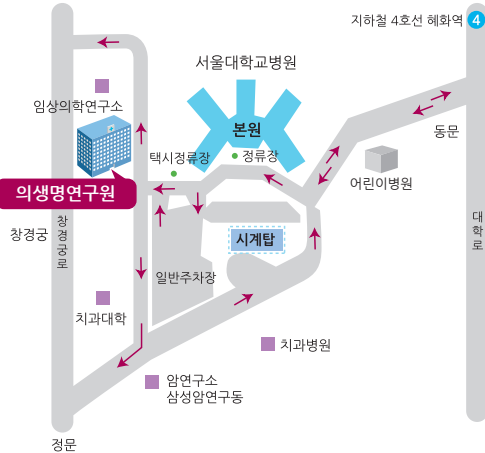 지하철 4호선 혜화역 4
서울대학교병원
임상의학연구소
본원
동문
택시정류장
정류장
어린이병원
의생명연구원
창경궁
창경궁로
대학로
시계탑
일반주차장
치과대학
치과병원
암연구소
삼성암연구동
정문